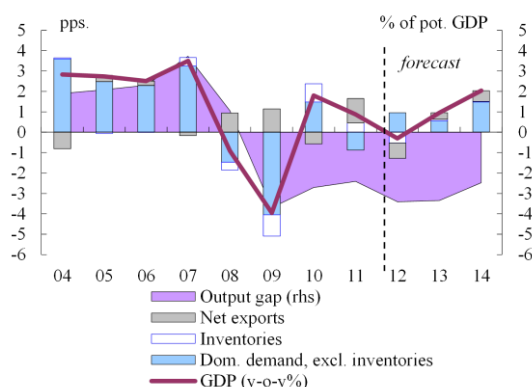 pps. % of pot. GDP
5 5
4 forecast 4
3 3
2 2
1 1
0 0
-1 -1
-2 -2
-3 -3
-4 -4
-5 -5
-6 -6
04 05 06 07 08 09 10 11 12 13 14
Output gap (rhs)
Net exports
Inventories
Dom. demand, excl. inventories
GDP (y-o-y%)